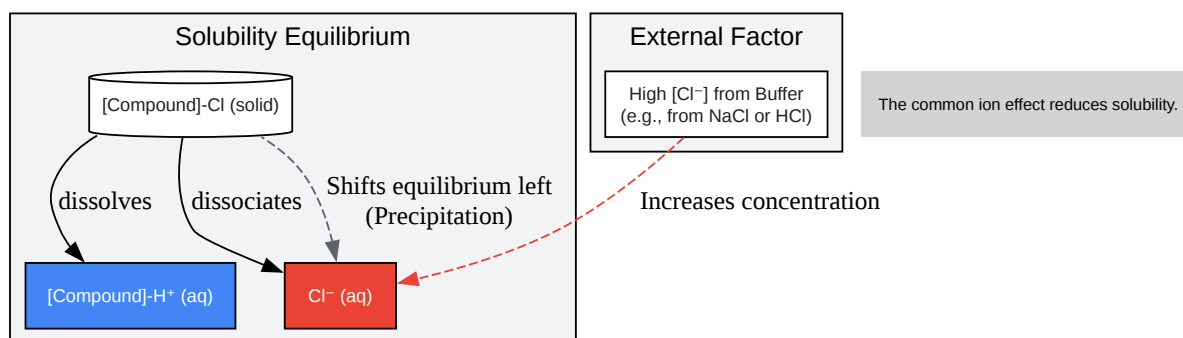 Solubility Equilibrium
External Factor
[Compound]-Cl (solid)
High [Cl⁻] from Buffer
(e.g., from NaCl or HCl)
The common ion effect reduces solubility.
dissolves
dissociates
Shifts equilibrium left
(Precipitation)
Increases concentration
[Compound]-H⁺ (aq)
Cl⁻ (aq)